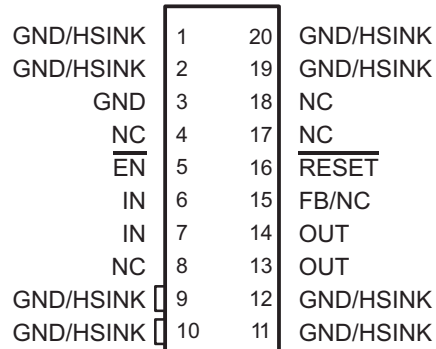 GND/HSINK 1 20 GND/HSINK
GND/HSINK 2 19 GND/HSINK
GND 3 18 NC
NC 4 17 NC
EN 5 16 RESET
IN 6 15 FB/NC
IN 7 14 OUT
NC 8 13 OUT
GND/HSINK 9 12 GND/HSINK
GND/HSINK 10 11 GND/HSINK